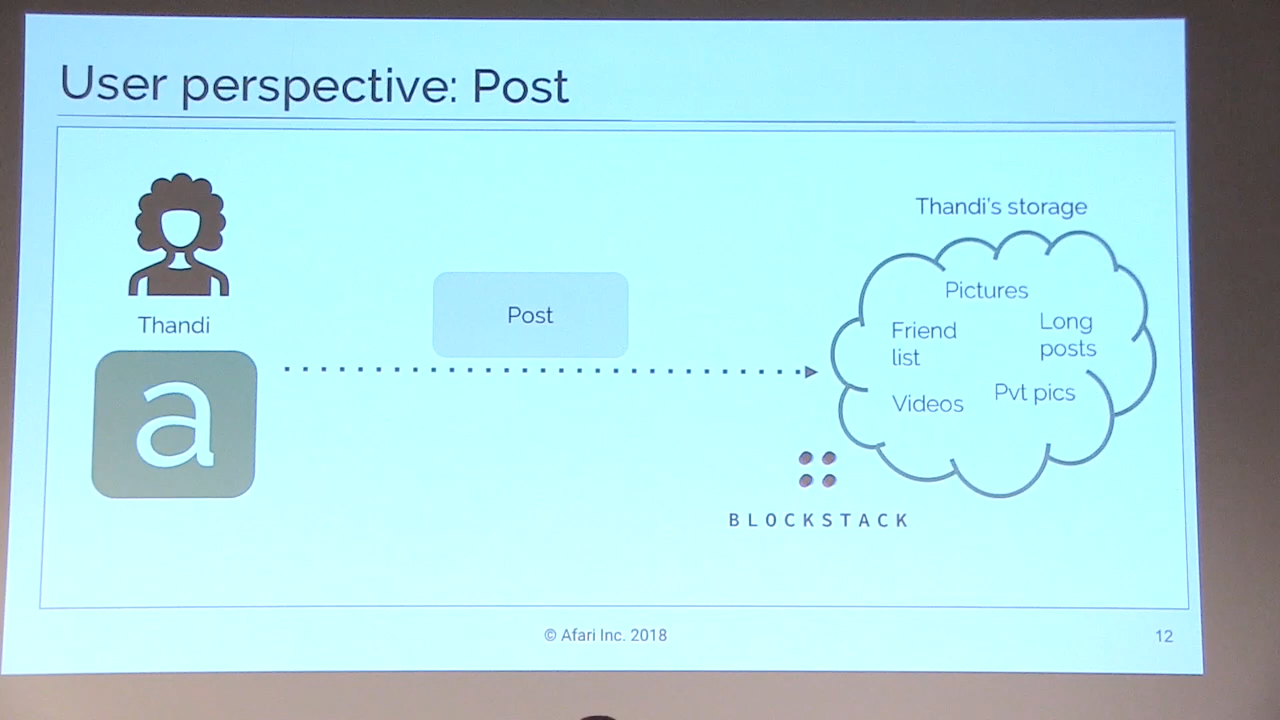 User perspective: Post
Thandi's storage
Pictures
Friend
list
Long
posts
Videos
Pvt pics
Post
Thandi
a
BLOCKSTACK
© Afari Inc. 2018
12